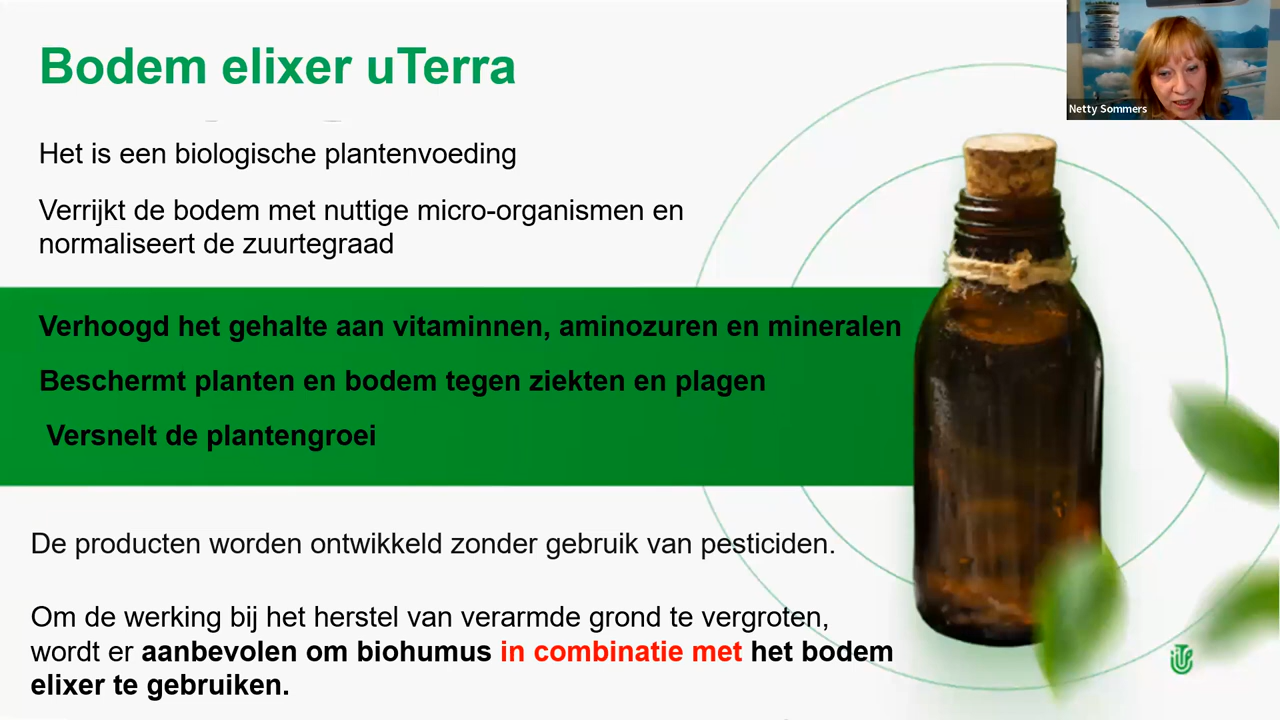 Bodem elixer uTerra
Netty Sommers
Het is een biologische plantenvoeding
Verrijkt de bodem met nuttige micro-organismen en
normaliseert de zuurtegraad
Verhoogd het gehalte aan vitaminnen, aminozuren en mineralen
Beschermt planten en bodem tegen ziekten en plagen
Versnelt de plantengroei
De producten worden ontwikkeld zonder gebruik van pesticiden.
Om de werking bij het herstel van verarmde grond te vergroten,
wordt er aanbevolen om biohumus in combinatie met het bodem
elixer te gebruiken.